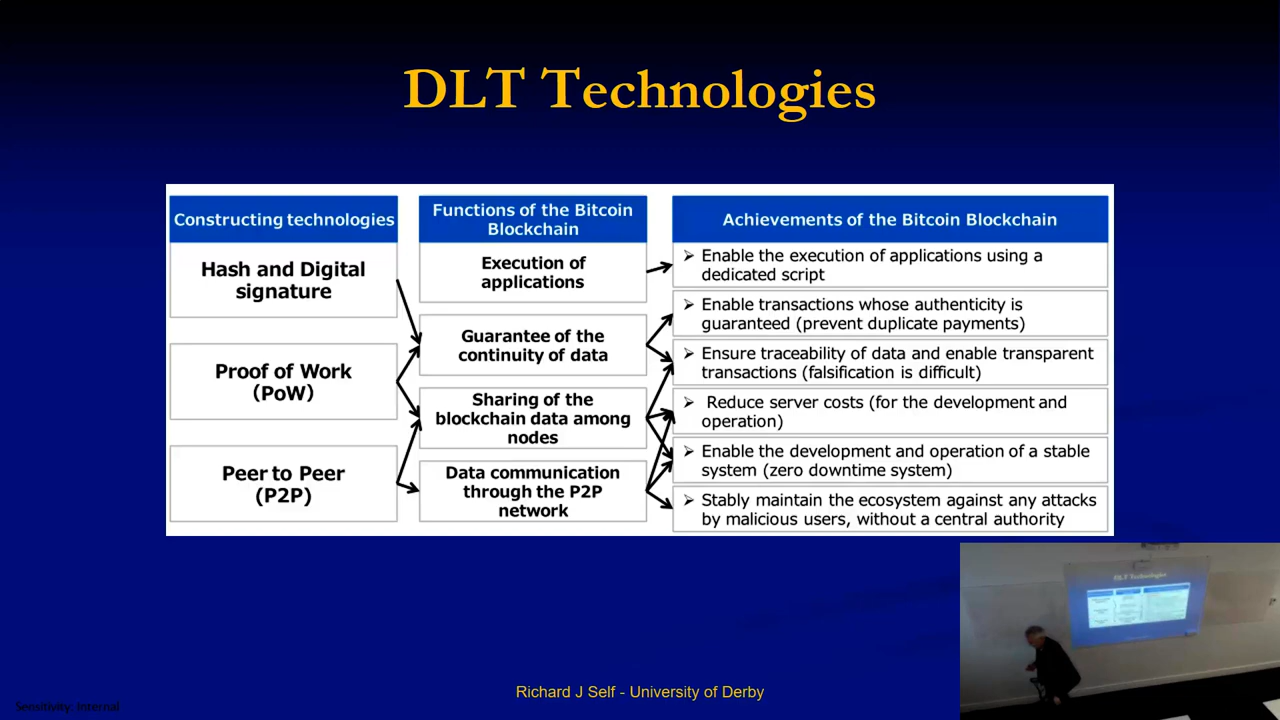 DLT Technologies
Constructing technologies
Hash and Digital
signature
Proof of Work
(PoW)
Peer to Peer
(P2P)
Functions of the Bitcoin
Blockchain
Execution of
applications
Guarantee of the
continuity of data
Sharing of the
blockchain data among
nodes
Data communication
through the P2P
network
Achievements of the Bitcoin Blockchain
➢ Enable the execution of applications using a
dedicated script
➢ Enable transactions whose authenticity is
guaranteed (prevent duplicate payments)
➢ Ensure traceability of data and enable transparent
transactions (falsification is difficult)
➢ Reduce server costs (for the development and
operation)
➢ Enable the development and operation of a stable
system (zero downtime system)
➢ Stably maintain the ecosystem against any attacks
by malicious users, without a central authority
DLT Technologies
Richard J Self - University of Derby
Sensitivity: Internal